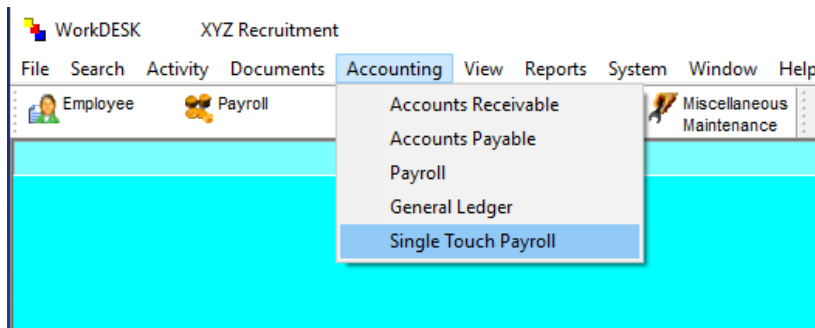 WorkDESK XYZ Recruitment
File Search Activity Documents Accounting View Reports System Window Help
Employee Payroll Miscellaneous
Maintenance
Accounts Receivable
Accounts Payable
Payroll
General Ledger
Single Touch Payroll